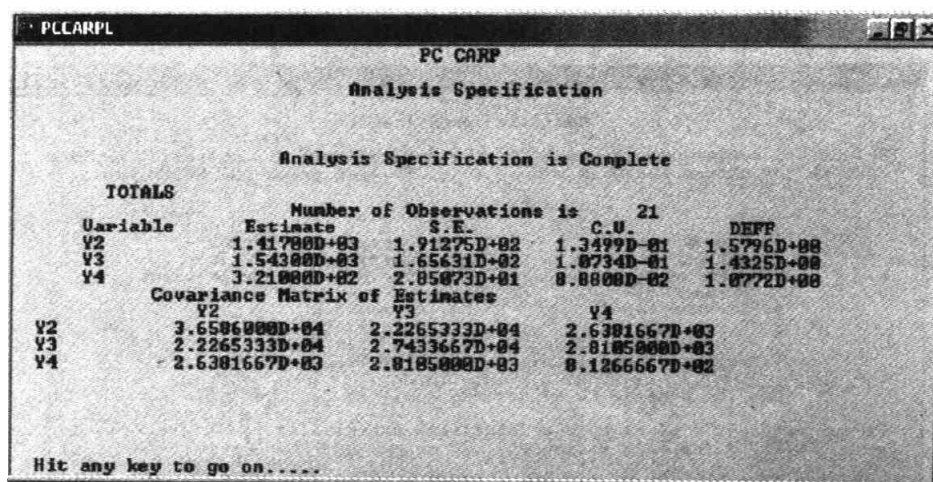 PCCARPL
PC CARP
Analysis Specification
Analysis Specification is Complete
TOTALS
Number of Observations is 21
Variable Estimate S.E. C.V. DEFF
Y2 1.41700D+03 1.91275D+02 1.3499D-01 1.5796D+00
Y3 1.54300D+03 1.65631D+02 1.0734D-01 1.4325D+00
Y4 3.21000D+02 2.85073D+01 8.8808D-02 1.0772D+00
Covariance Matrix of Estimates
Y2 Y3 Y4
Y2 3.6586000D+04 2.2265333D+04 2.6381667D+03
Y3 2.2265333D+04 2.7433667D+04 2.8105000D+03
Y4 2.6381667D+03 2.8105000D+03 8.1266667D+02
Hit any key to go on.....